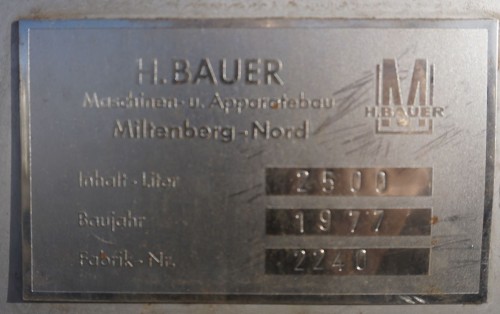 H. BAUER
Maschinen- u. Apparatebau
Miltenberg-Nord
M
H.BAUER
Inhalt - Liter 2500
Baujahr 1977
Fabrik - Nr. 2240